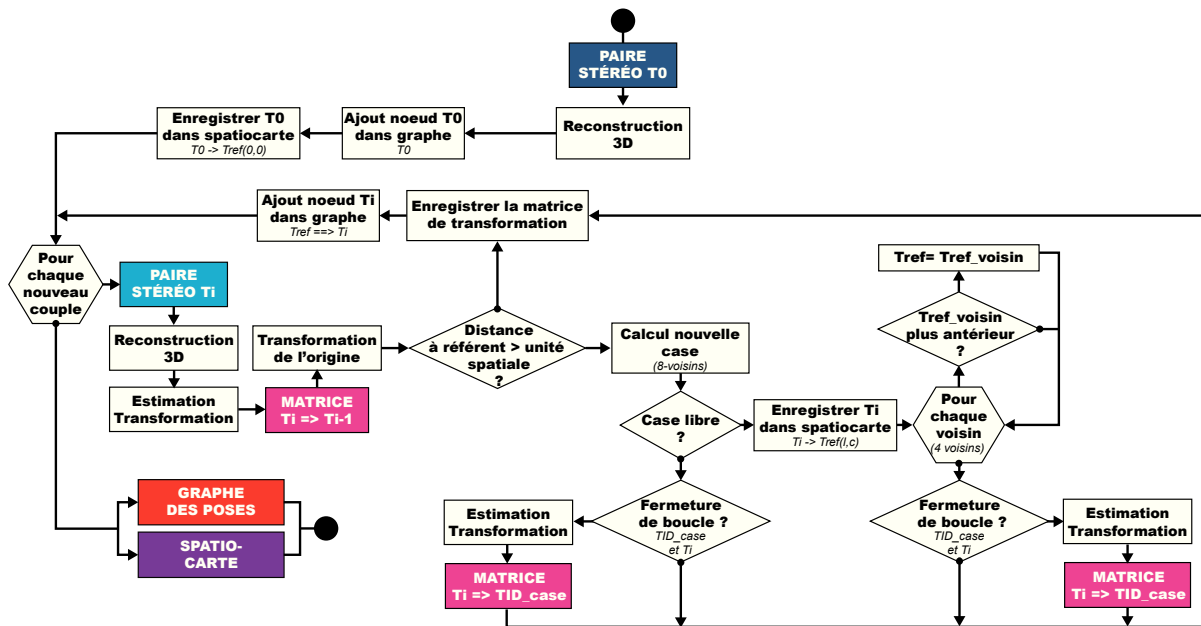 PAIRE
STÉRÉO T0
Reconstruction
3D
Ajout noeud T0
dans graphe
T0
Enregistrer T0
dans spatiocarte
T0 -> Tref(0,0)
Ajout noeud Ti
dans graphe
Tref ==> Ti
Enregistrer la matrice
de transformation
Pour
chaque
nouveau
couple
PAIRE
STÉRÉO Ti
Reconstruction
3D
Estimation
Transformation
MATRICE
Ti => Ti-1
Transformation
de l'origine
Distance
à référent > unité
spatiale
?
Calcul nouvelle
case
(8-voisins)
Case libre
?
Enregistrer Ti
dans spatiocarte
Ti -> Tref(l,c)
Pour
chaque
voisin
(4 voisins)
Tref_voisin
plus antérieur
?
Tref= Tref_voisin
Fermeture
de boucle ?
TID_case
et Ti
Estimation
Transformation
MATRICE
Ti => TID_case
Fermeture
de boucle ?
TID_case
et Ti
Estimation
Transformation
MATRICE
Ti => TID_case
GRAPHE
DES POSES
SPATIO-
CARTE